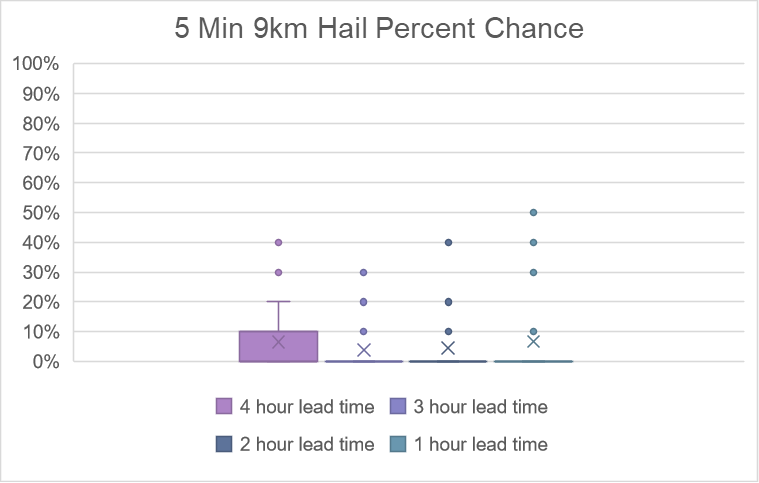 5 Min 9km Hail Percent Chance
100%
90%
80%
70%
60%
50%
40%
30%
20%
10%
0%
4 hour lead time
3 hour lead time
2 hour lead time
1 hour lead time